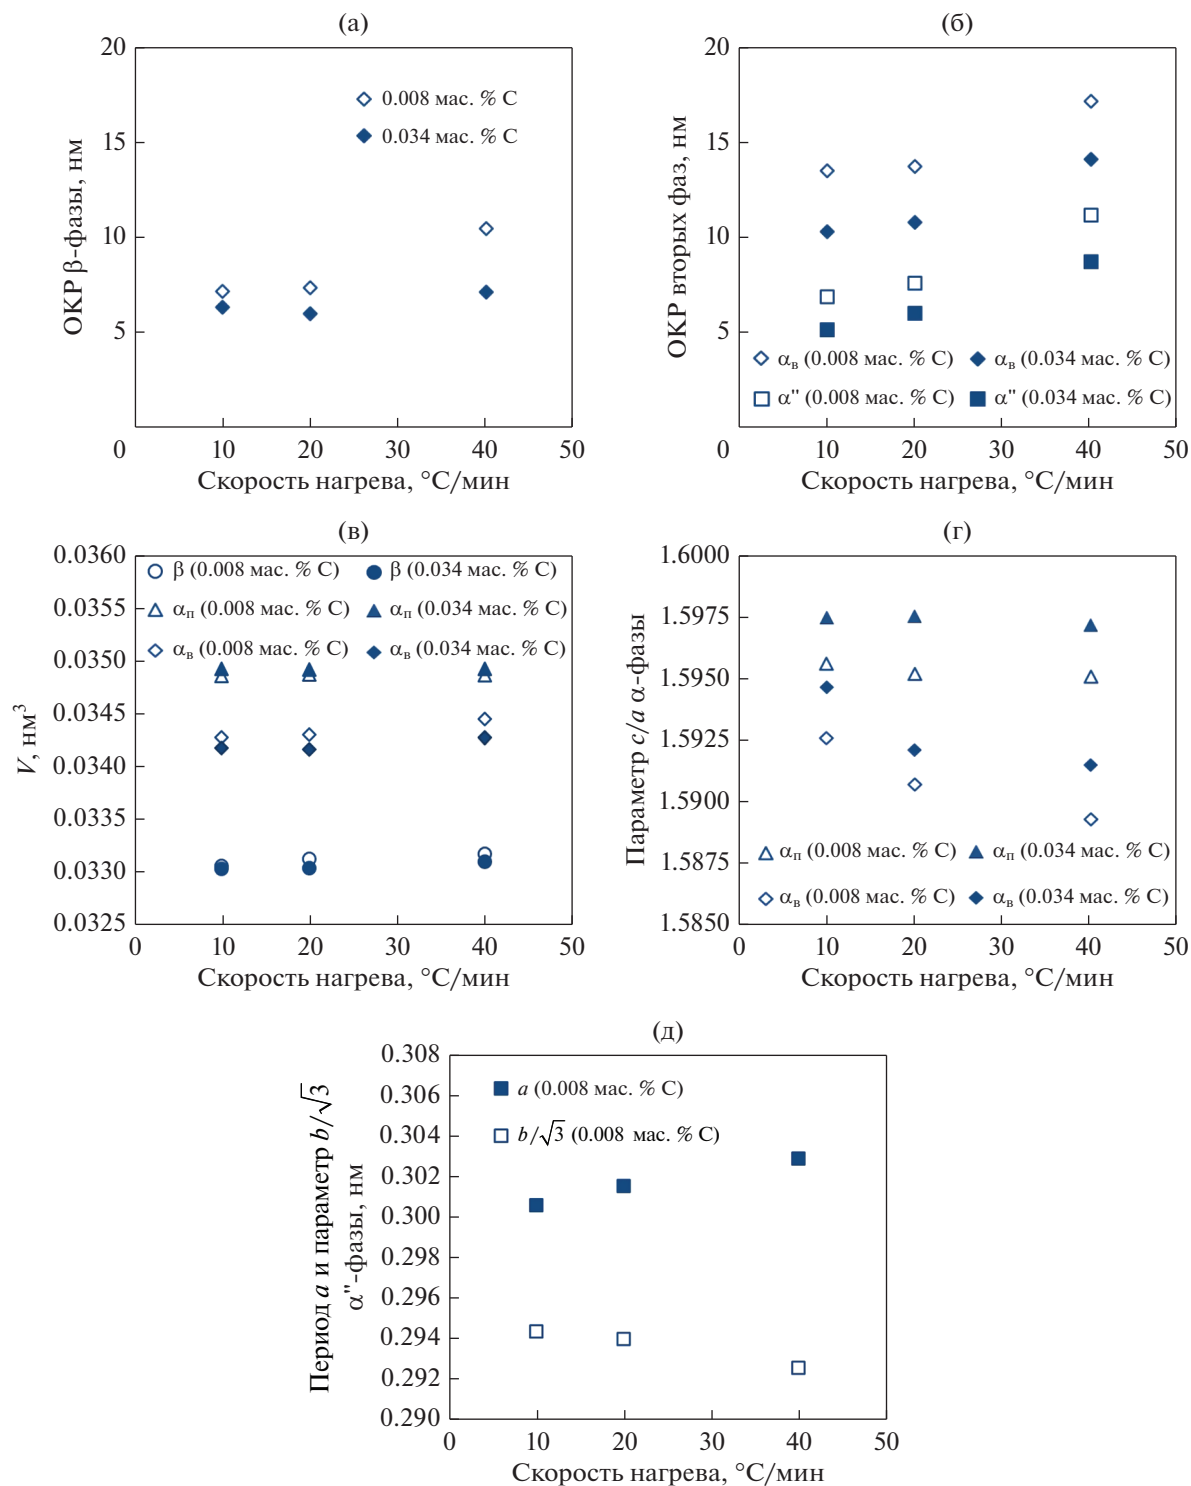 (а)
20
15
10
5
0
10
20
30
40
50
ОКР β-фазы, нм
Скорость нагрева, °С/мин
0.008 мас. % С
0.034 мас. % С
(б)
20
15
10
5
0
10
20
30
40
50
ОКР вторых фаз, нм
Скорость нагрева, °С/мин
αв (0.008 мас. % С)
αв (0.034 мас. % С)
α" (0.008 мас. % С)
α" (0.034 мас. % С)
(в)
0.0360
0.0355
0.0350
0.0345
0.0340
0.0335
0.0330
0.0325
0
10
20
30
40
50
V, нм³
Скорость нагрева, °С/мин
β (0.008 мас. % С)
β (0.034 мас. % С)
αп (0.008 мас. % С)
αп (0.034 мас. % С)
αв (0.008 мас. % С)
αв (0.034 мас. % С)
(г)
1.6000
1.5975
1.5950
1.5925
1.5900
1.5875
1.5850
0
10
20
30
40
50
Параметр c/a α-фазы
Скорость нагрева, °С/мин
αп (0.008 мас. % С)
αп (0.034 мас. % С)
αв (0.008 мас. % С)
αв (0.034 мас. % С)
(д)
0.308
0.306
0.304
0.302
0.300
0.298
0.296
0.294
0.292
0.290
0
10
20
30
40
50
Период a и параметр b/√3
α"-фазы, нм
Скорость нагрева, °С/мин
a (0.008 мас. % С)
b/√3 (0.008 мас. % С)